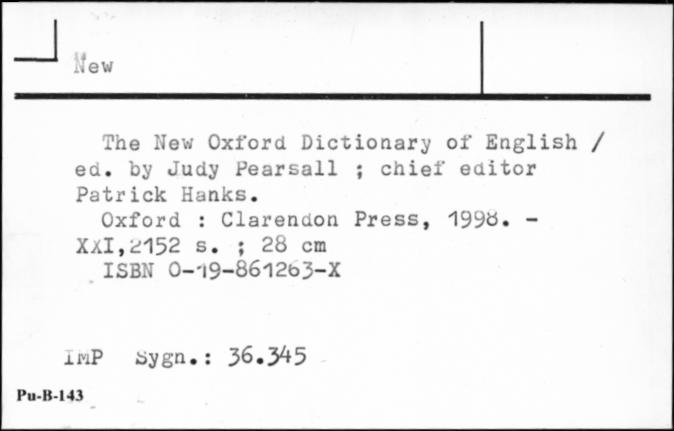 New
The New Oxford Dictionary of English /
ed. by Judy Pearsall ; chief editor
Patrick Hanks.
Oxford : Clarendon Press, 1998. -
XXI,2152 s. ; 28 cm
ISBN 0-19-861263-X
IMP Sygn.: 36.345
Pu-B-143